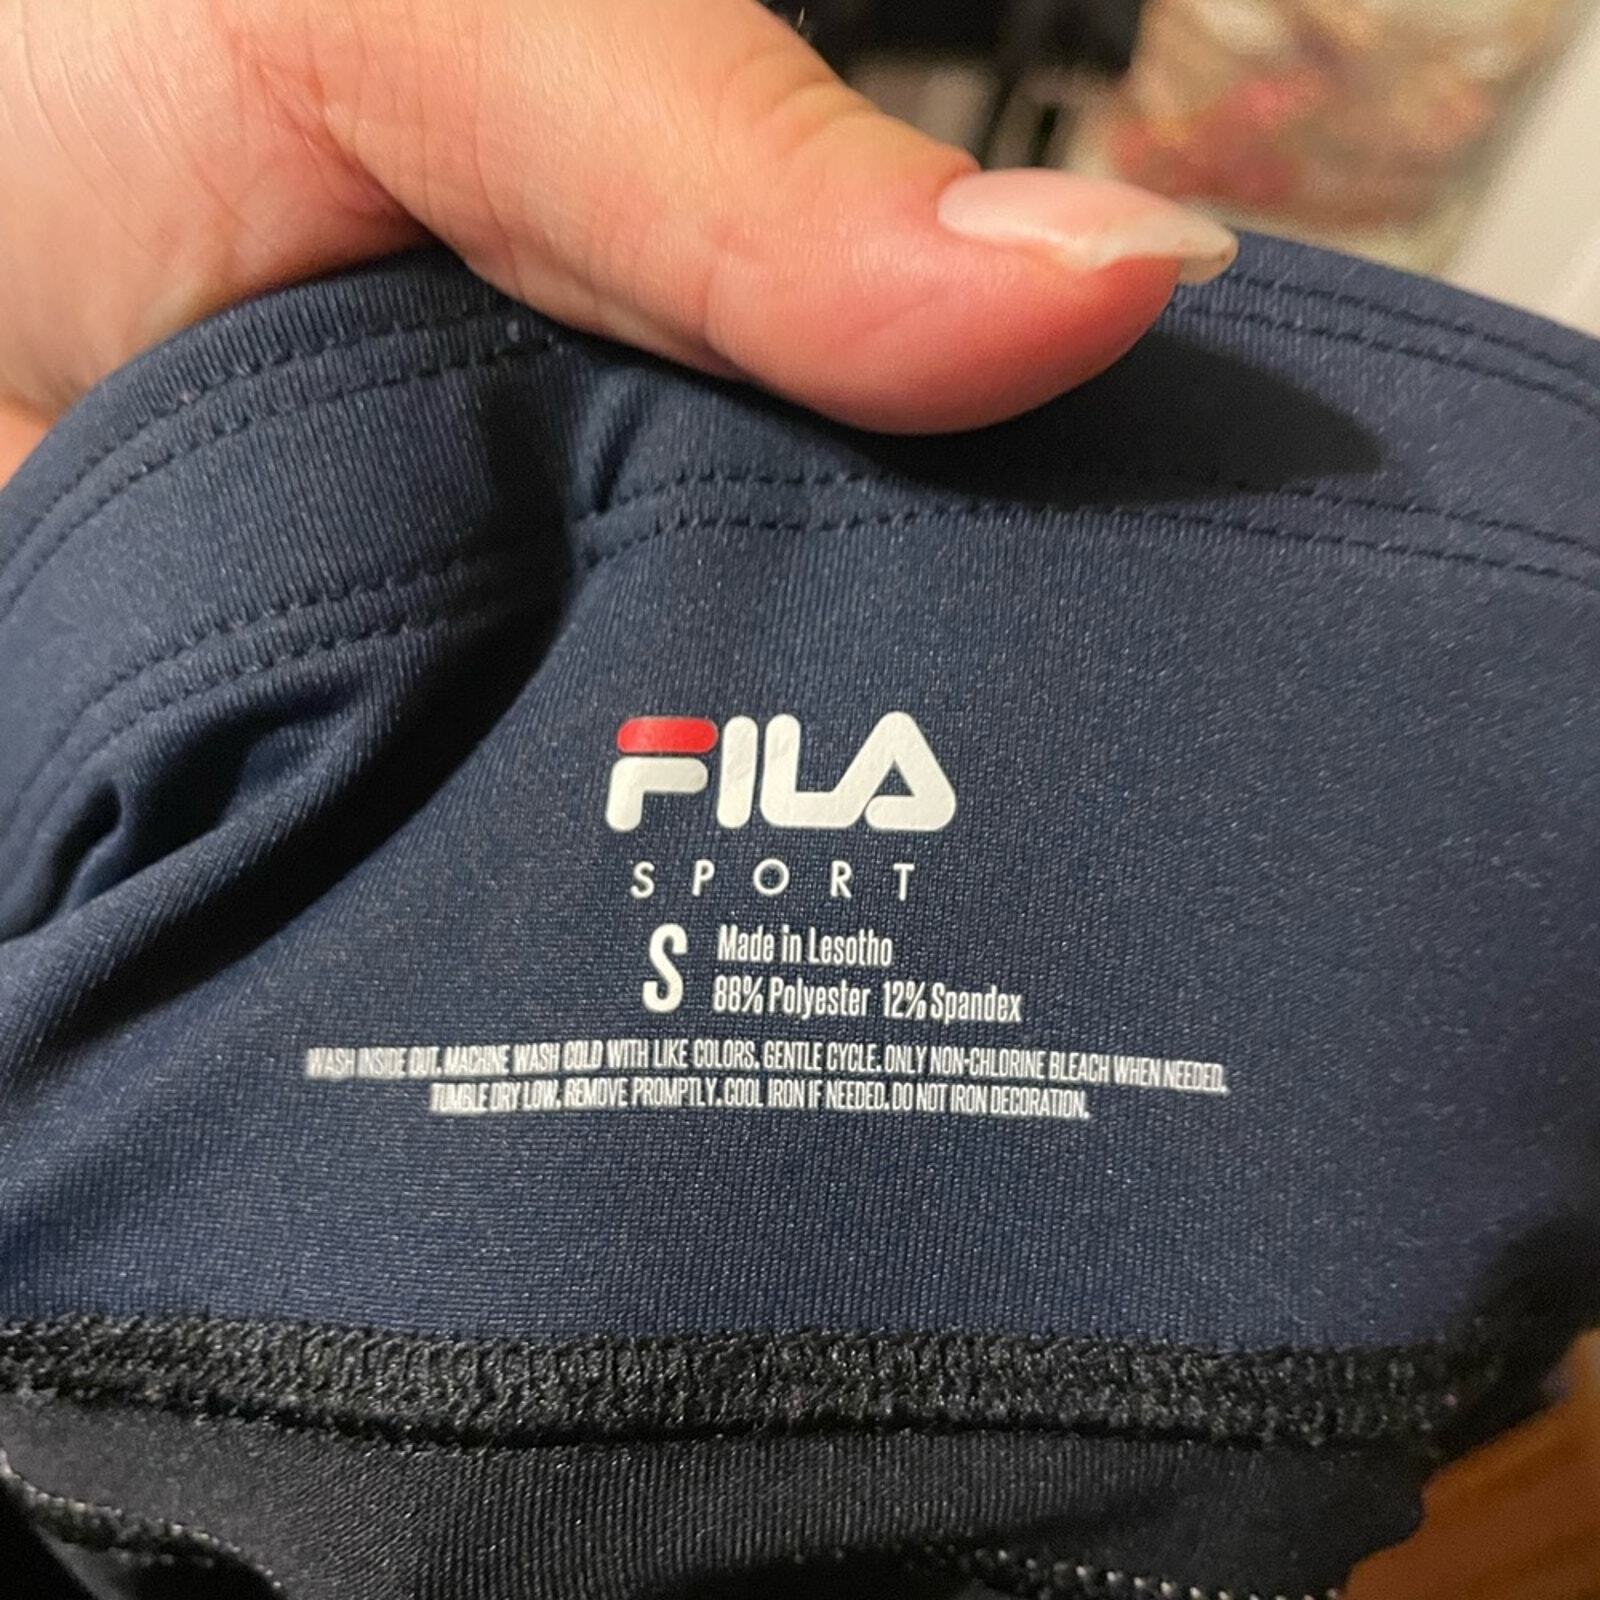 FILA
SPORT
S
Made in Lesotho
88% Polyester 12% Spandex
WASH INSIDE OUT. MACHINE WASH COLD WITH LIKE COLORS. GENTLE CYCLE. ONLY NON-CHLORINE BLEACH WHEN NEEDED.
TUMBLE DRY LOW. REMOVE PROMPTLY. COOL IRON IF NEEDED. DO NOT IRON DECORATION.